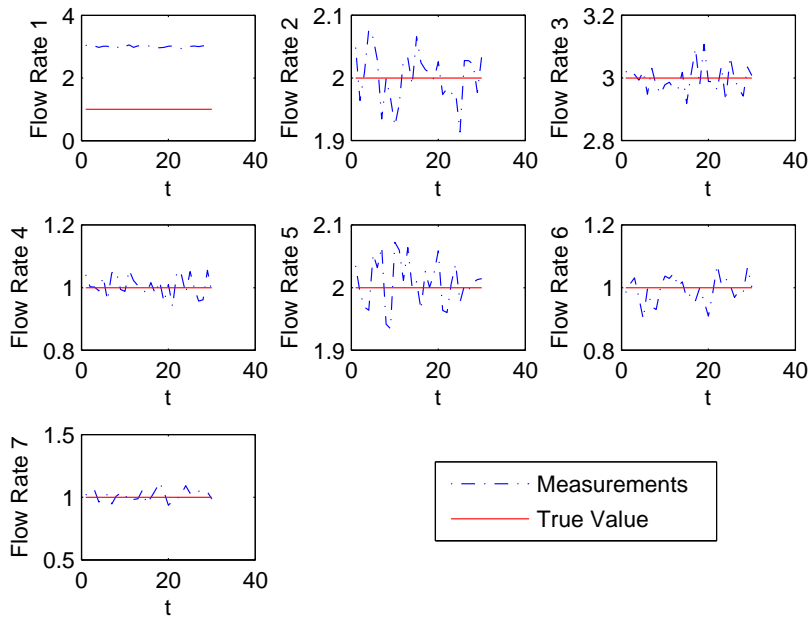 4
2
0
0
20
40
t
Flow Rate 1
2.1
2
1.9
0
20
40
t
Flow Rate 2
3.2
3
2.8
0
20
40
t
Flow Rate 3
1.2
1
0.8
0
20
40
t
Flow Rate 4
2.1
2
1.9
0
20
40
t
Flow Rate 5
1.2
1
0.8
0
20
40
t
Flow Rate 6
1.5
1
0.5
0
20
40
t
Flow Rate 7
Measurements
True Value